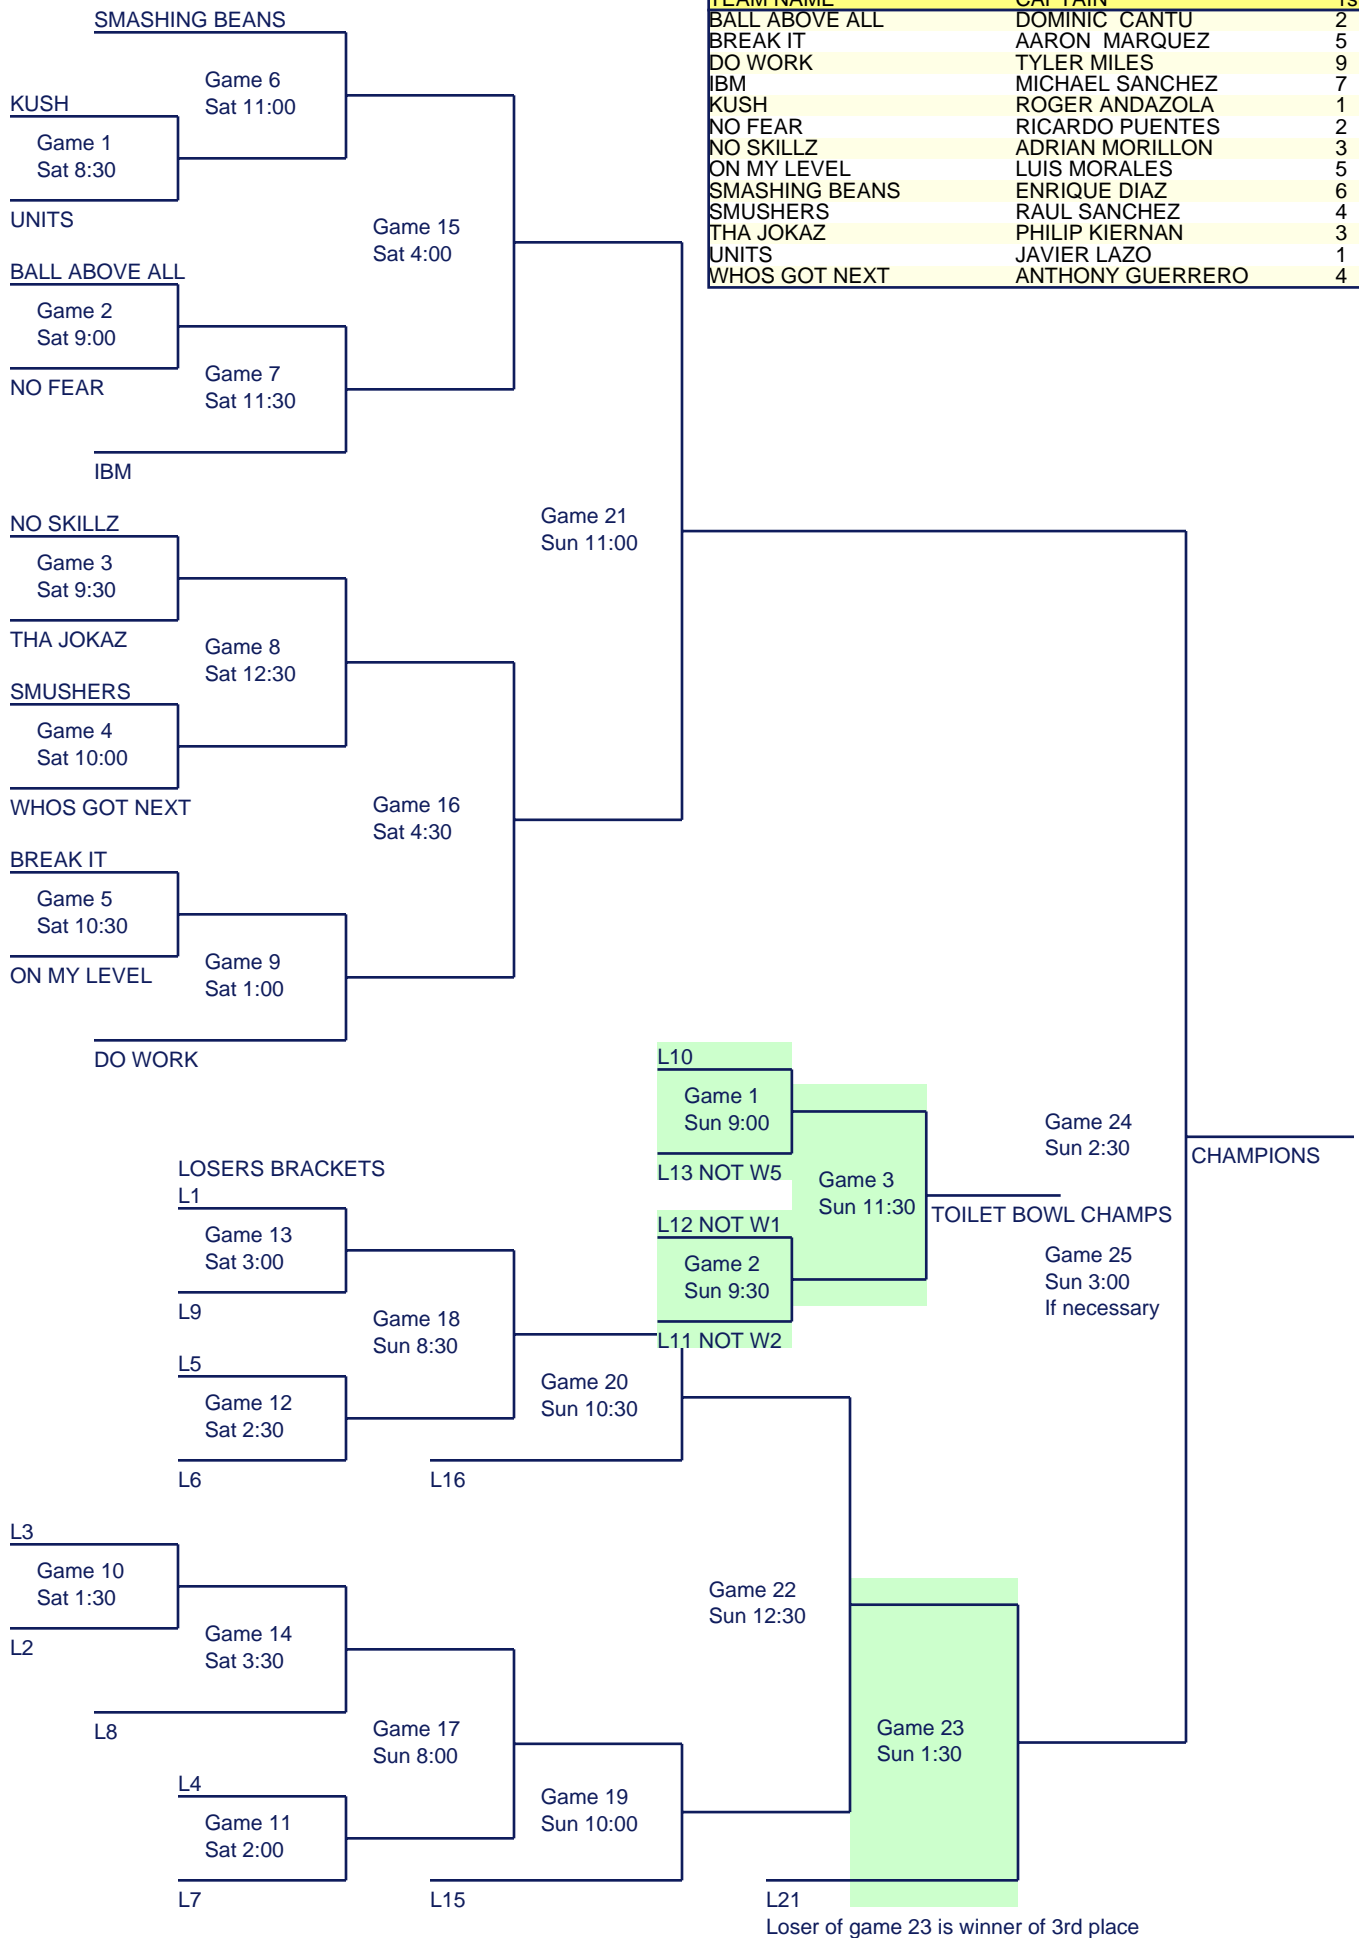 TEAM NAME CAPTAIN 1s
BALL ABOVE ALL DOMINIC CANTU 2
BREAK IT AARON MARQUEZ 5
DO WORK TYLER MILES 9
IBM MICHAEL SANCHEZ 7
KUSH ROGER ANDAZOLA 1
NO FEAR RICARDO PUENTES 2
NO SKILLZ ADRIAN MORILLON 3
ON MY LEVEL LUIS MORALES 5
SMASHING BEANS ENRIQUE DIAZ 6
SMUSHERS RAUL SANCHEZ 4
THA JOKAZ PHILIP KIERNAN 3
UNITS JAVIER LAZO 1
WHOS GOT NEXT ANTHONY GUERRERO 4
SMASHING BEANS
Game 6
Sat 11:00
KUSH
Game 1
Sat 8:30
UNITS
Game 15
Sat 4:00
BALL ABOVE ALL
Game 2
Sat 9:00
NO FEAR
Game 7
Sat 11:30
IBM
Game 21
Sun 11:00
NO SKILLZ
Game 3
Sat 9:30
THA JOKAZ
Game 8
Sat 12:30
SMUSHERS
Game 4
Sat 10:00
WHOS GOT NEXT
Game 16
Sat 4:30
BREAK IT
Game 5
Sat 10:30
ON MY LEVEL
Game 9
Sat 1:00
DO WORK
L10
Game 1
Sun 9:00
L13 NOT W5
Game 3
Sun 11:30
L12 NOT W1
Game 2
Sun 9:30
L11 NOT W2
TOILET BOWL CHAMPS
Game 24
Sun 2:30
CHAMPIONS
Game 25
Sun 3:00
If necessary
LOSERS BRACKETS
L1
Game 13
Sat 3:00
L9
Game 18
Sun 8:30
L5
Game 12
Sat 2:30
L6
Game 20
Sun 10:30
L16
L3
Game 10
Sat 1:30
L2
Game 14
Sat 3:30
L8
Game 22
Sun 12:30
Game 17
Sun 8:00
L4
Game 11
Sat 2:00
L7
Game 19
Sun 10:00
L15
Game 23
Sun 1:30
L21
Loser of game 23 is winner of 3rd place